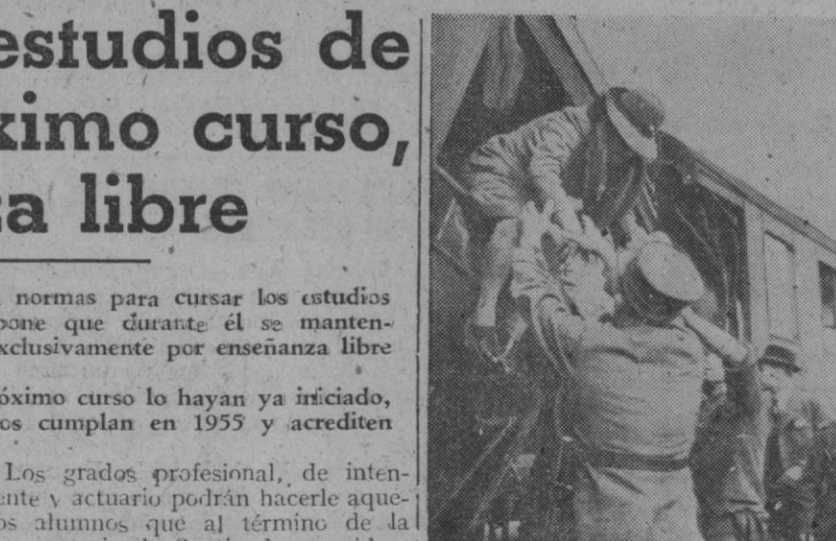 estudios de
ximo curso,
a libre
normas para cursar los estudios
pone que durante él se manten-
xclusivamente por enseñanza libre
óximo curso lo hayan ya iniciado,
os cumplan en 1955 y acrediten
Los grados profesional, de inten-
ente y actuario podrán hacerle aque-
os alumnos que al término de la